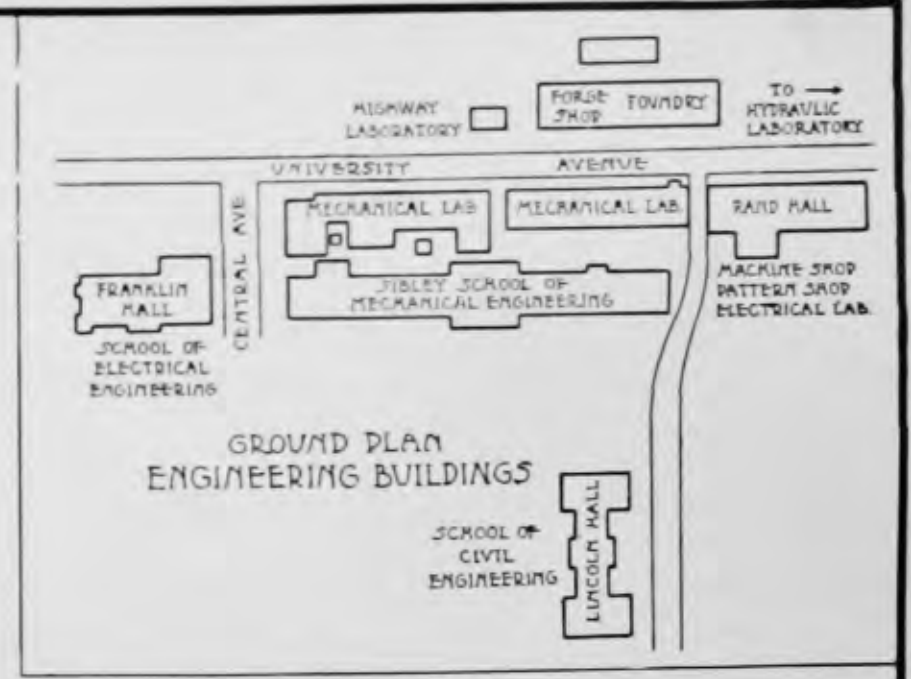 HIGHWAY
LABORATORY
FORGE
SHOP
FOUNDRY
TO
HYDRAULIC
LABORATORY
UNIVERSITY AVENUE
CENTRAL AVE
MECHANICAL LAB
MECHANICAL LAB.
RAND HALL
MACHINE SHOP
PATTERN SHOP
ELECTRICAL LAB.
SIBLEY SCHOOL OF
MECHANICAL ENGINEERING
FRANKLIN
HALL
SCHOOL OF
ELECTRICAL
ENGINEERING
GROUND PLAN
ENGINEERING BUILDINGS
SCHOOL OF
CIVIL
ENGINEERING
LINCOLN HALL